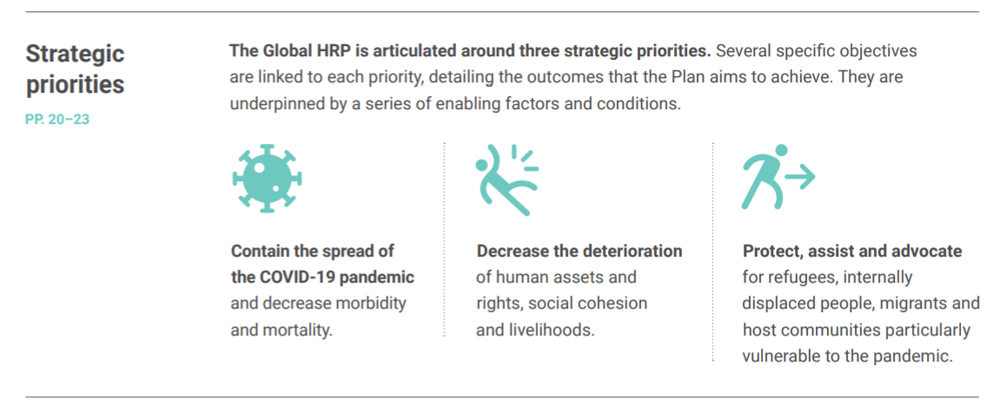 Strategic
priorities
PP. 20–23
The Global HRP is articulated around three strategic priorities. Several specific objectives
are linked to each priority, detailing the outcomes that the Plan aims to achieve. They are
underpinned by a series of enabling factors and conditions.
Contain the spread of
the COVID-19 pandemic
and decrease morbidity
and mortality.
Decrease the deterioration
of human assets and
rights, social cohesion
and livelihoods.
Protect, assist and advocate
for refugees, internally
displaced people, migrants and
host communities particularly
vulnerable to the pandemic.